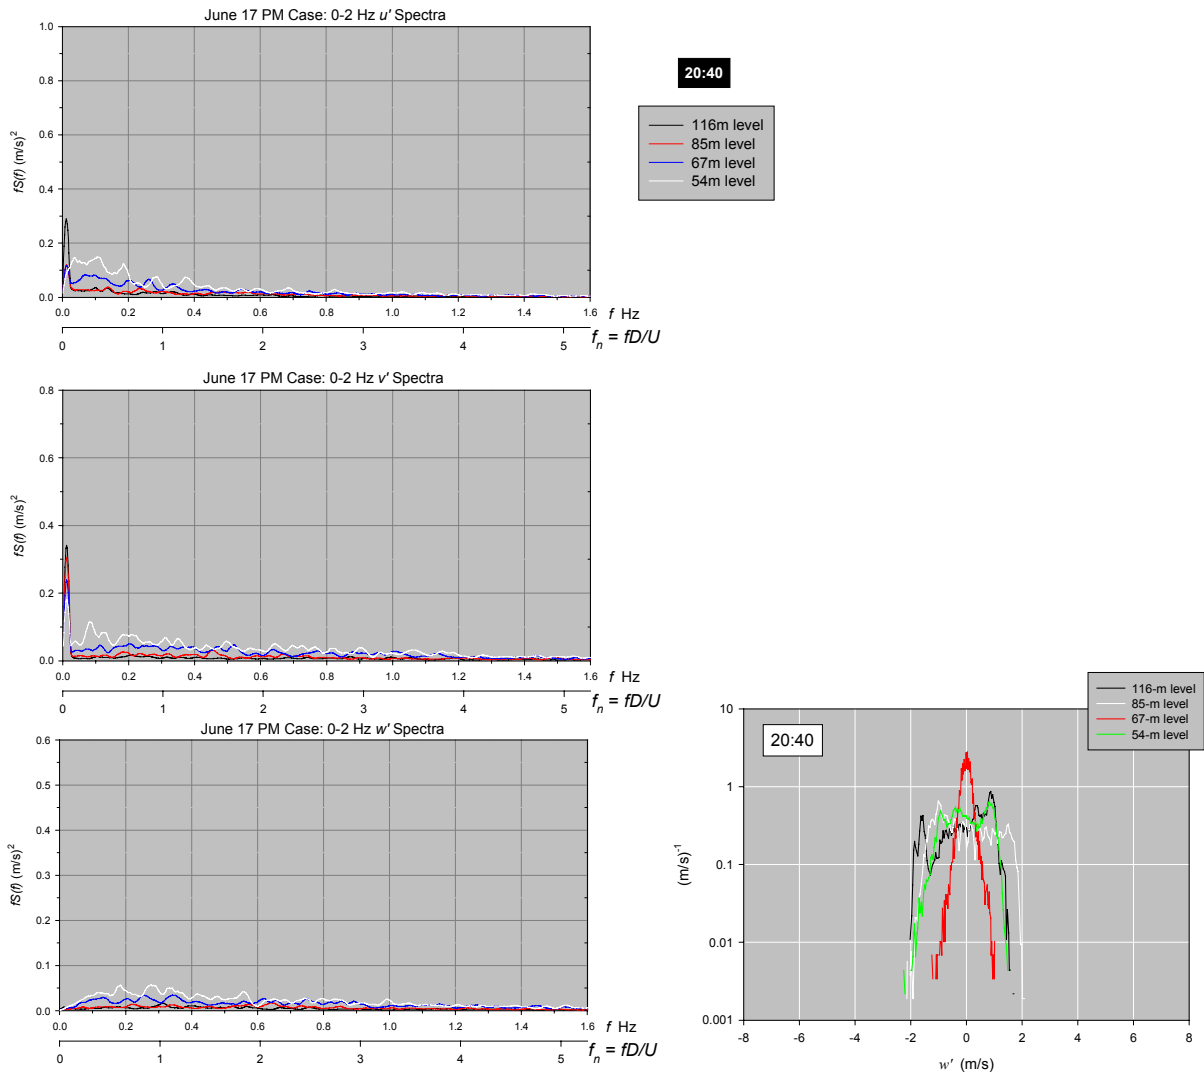 June 17 PM Case: 0-2 Hz u' Spectra
1.0
0.8
0.6
0.4
0.2
0.0
fS(f) (m/s)²
0.0 0.2 0.4 0.6 0.8 1.0 1.2 1.4 1.6
f Hz
0 1 2 3 4 5
fₙ = fD/U
20:40
116m level
85m level
67m level
54m level
June 17 PM Case: 0-2 Hz v' Spectra
0.8
0.6
0.4
0.2
0.0
fS(f) (m/s)²
0.0 0.2 0.4 0.6 0.8 1.0 1.2 1.4 1.6
f Hz
0 1 2 3 4 5
fₙ = fD/U
June 17 PM Case: 0-2 Hz w' Spectra
0.6
0.5
0.4
0.3
0.2
0.1
0.0
fS(f) (m/s)²
0.0 0.2 0.4 0.6 0.8 1.0 1.2 1.4 1.6
f Hz
0 1 2 3 4 5
fₙ = fD/U
116-m level
85-m level
67-m level
54-m level
20:40
10
1
0.1
0.01
0.001
(m/s)⁻¹
-8 -6 -4 -2 0 2 4 6 8
w' (m/s)